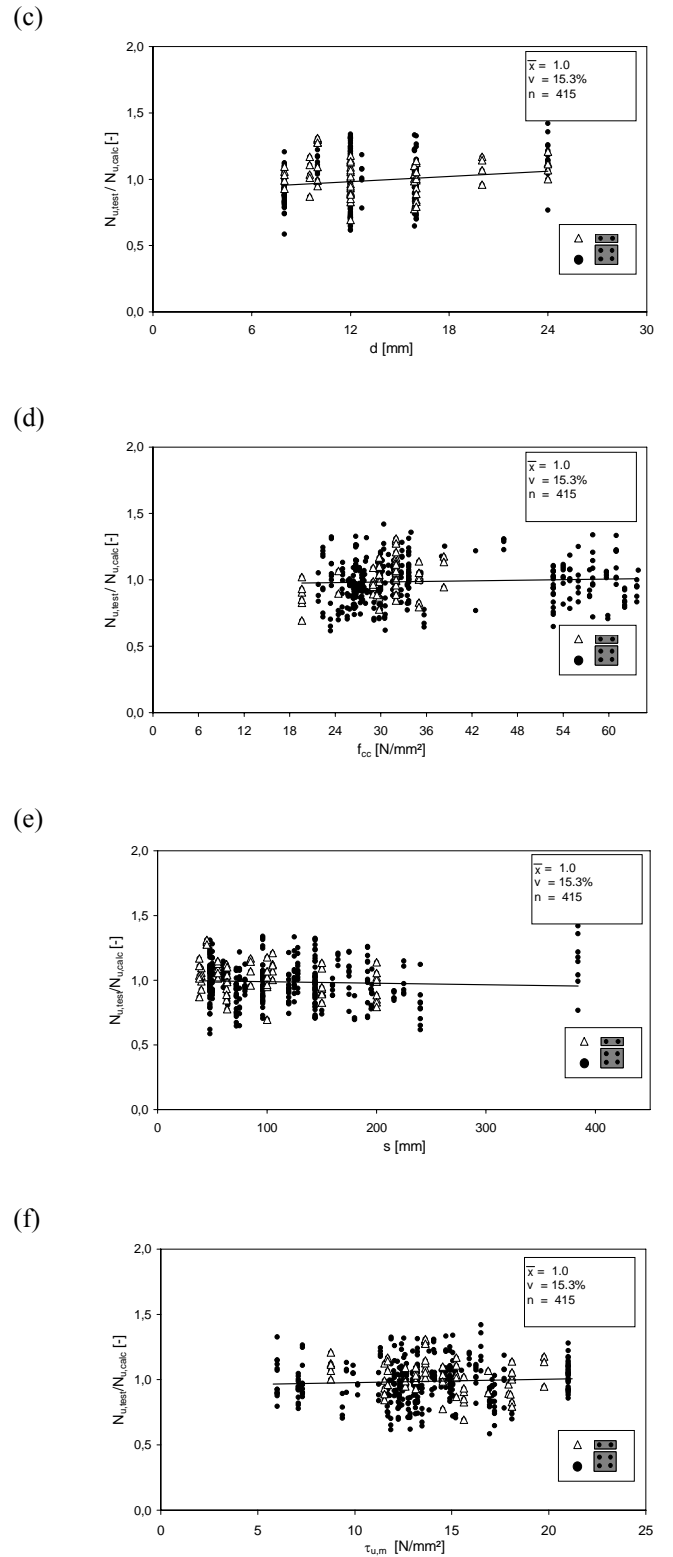 (c)
2,0
x̅ = 1.0
v = 15.3%
n = 415
1,5
1,0
0,5
0,0
N_u,test / N_u,calc [-]
0 6 12 18 24 30
d [mm]
(d)
2,0
x̅ = 1.0
v = 15.3%
n = 415
1,5
1,0
0,5
0,0
N_u,test / N_u,calc [-]
0 6 12 18 24 30 36 42 48 54 60
f_cc [N/mm²]
(e)
2,0
x̅ = 1.0
v = 15.3%
n = 415
1,5
1,0
0,5
0,0
N_u,test/N_u,calc [-]
0 100 200 300 400
s [mm]
(f)
2,0
x̅ = 1.0
v = 15.3%
n = 415
1,5
1,0
0,5
0,0
N_u,test/N_u,calc [-]
0 5 10 15 20 25
τ_u,m [N/mm²]